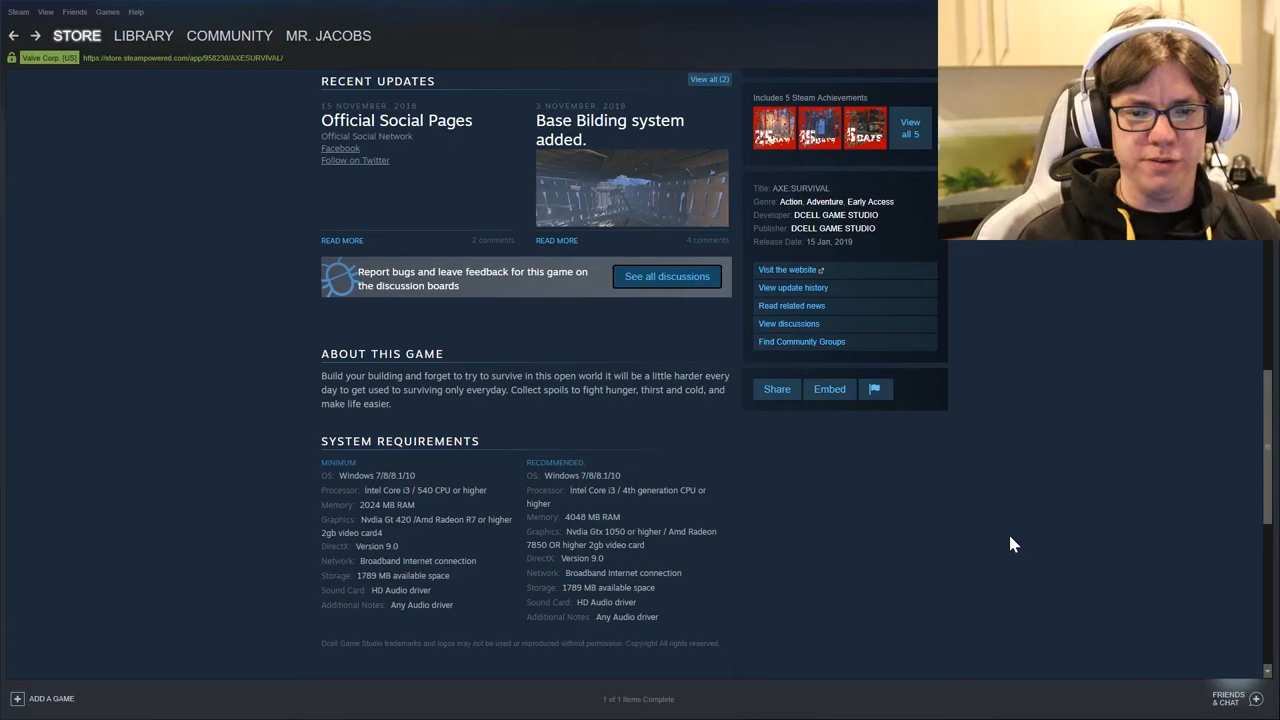 Steam View Friends Games Help
STORE LIBRARY COMMUNITY MR. JACOBS
Valve Corp. [US] https://store.steampowered.com/app/958230/AXESURVIVAL/
RECENT UPDATES
View all (2)
15 NOVEMBER, 2018
Official Social Pages
Official Social Network
Facebook
Follow on Twitter
READ MORE
2 comments
3 NOVEMBER, 2018
Base Bilding system
added.
READ MORE
4 comments
Report bugs and leave feedback for this game on
the discussion boards
See all discussions
ABOUT THIS GAME
Build your building and forget to try to survive in this open world it will be a little harder every
day to get used to surviving only everyday. Collect spoils to fight hunger, thirst and cold, and
make life easier.
SYSTEM REQUIREMENTS
MINIMUM:
OS: Windows 7/8/8.1/10
Processor: İntel Core i3 / 540 CPU or higher
Memory: 2024 MB RAM
Graphics: Nvdia Gt 420 /Amd Radeon R7 or higher
2gb video card4
DirectX: Version 9.0
Network: Broadband Internet connection
Storage: 1789 MB available space
Sound Card: HD Audio driver
Additional Notes: Any Audio driver
RECOMMENDED:
OS: Windows 7/8/8.1/10
Processor: İntel Core i3 / 4th generation CPU or
higher
Memory: 4048 MB RAM
Graphics: Nvdia Gtx 1050 or higher / Amd Radeon
7850 OR higher 2gb video card
DirectX: Version 9.0
Network: Broadband Internet connection
Storage: 1789 MB available space
Sound Card: HD Audio driver
Additional Notes: Any Audio driver
Dcell Game Studio trademarks and logos may not be used or reproduced without permission. Copyright All rights reserved.
Includes 5 Steam Achievements
DAYS
View
all 5
Title: AXE:SURVIVAL
Genre: Action, Adventure, Early Access
Developer: DCELL GAME STUDIO
Publisher: DCELL GAME STUDIO
Release Date: 15 Jan, 2019
Visit the website
View update history
Read related news
View discussions
Find Community Groups
Share Embed
ADD A GAME
1 of 1 Items Complete
FRIENDS
& CHAT